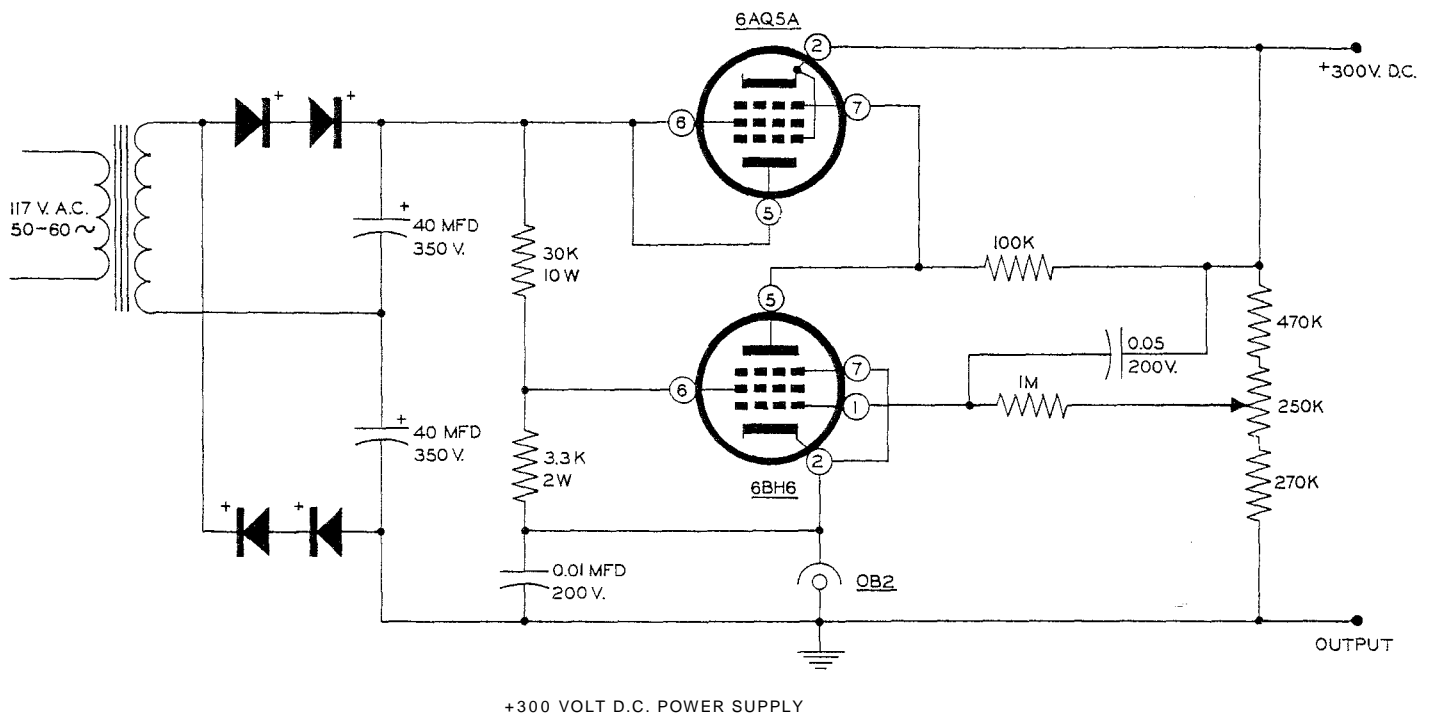 6AQ5A
2
+300V. D.C.
+
+
7
6
117 V. A.C.
50-60 ~
+
40 MFD
350 V.
5
30K
10 W
100K
5
470K
0.05
200V.
7
6
1M
1
250K
+
40 MFD
350 V.
3.3K
2W
2
270K
6BH6
+
+
0.01 MFD
200 V.
OB2
OUTPUT
+300 VOLT D.C. POWER SUPPLY